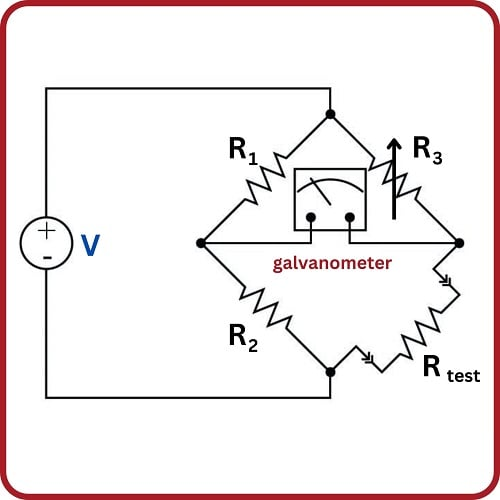 R1
R3
+
-
V
galvanometer
R2
R test